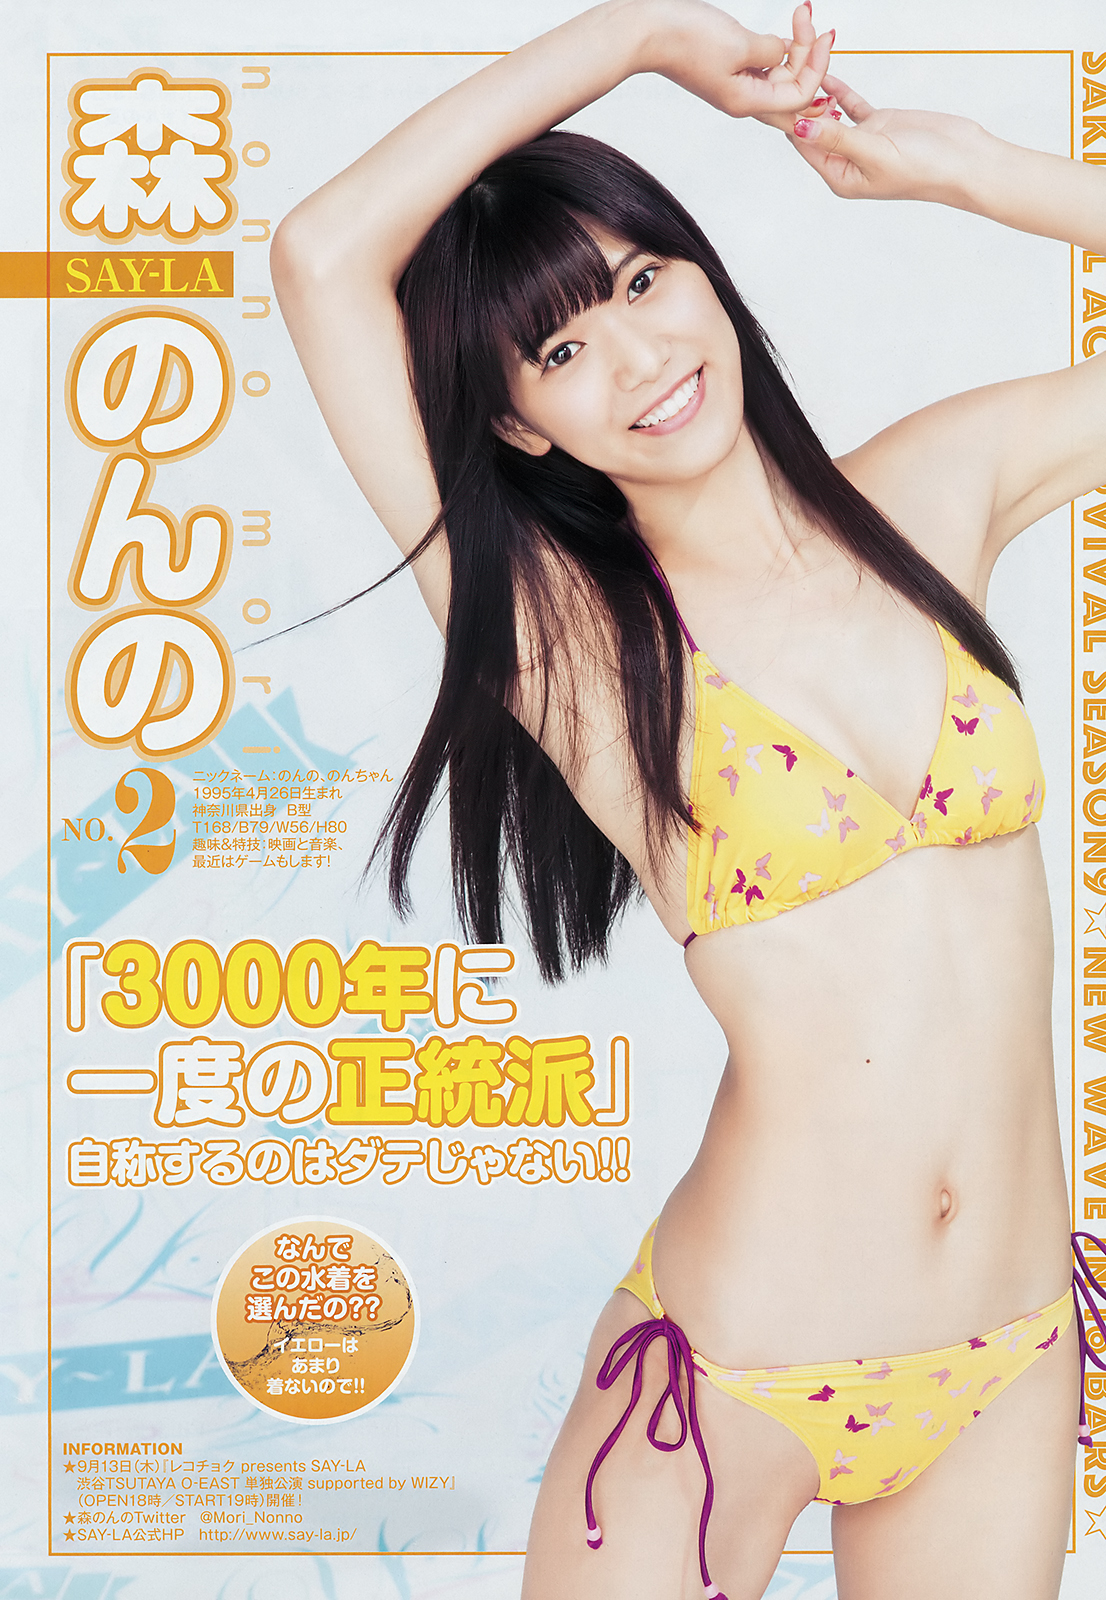 森
SAY-LA
のんの
nonno mori
NO.2
ニックネーム：のんの、のんちゃん
1995年4月26日生まれ
神奈川県出身 B型
T168/B79/W56/H80
趣味&特技：映画と音楽、
最近はゲームもします!
「3000年に
一度の正統派」
自称するのはダテじゃない!!
なんで
この水着を
選んだの??
イエローは
あまり
着ないので!!
INFORMATION
★9月13日(木)『レコチョク presents SAY-LA
渋谷TSUTAYA O-EAST 単独公演 supported by WIZY』
(OPEN18時／START19時)開催！
★森のんのTwitter @Mori_Nonno
★SAY-LA公式HP http://www.say-la.jp/
SEASON9☆NEW WAVE IN 10 BARS☆